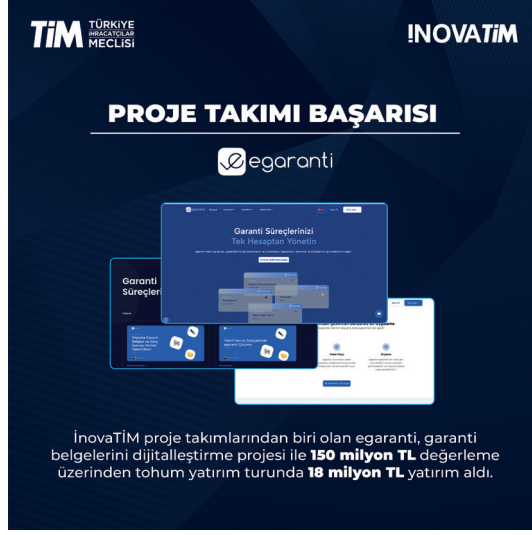 TİM TÜRKİYE
İHRACATÇILAR
MECLİSİ
İNOVATİM
PROJE TAKIMI BAŞARISI
egaranti
Garanti Süreçlerinizi
Tek Hesaptan Yönetin
Garanti
Süreçleri
İnovaTİM proje takımlarından biri olan egaranti, garanti
belgelerini dijitalleştirme projesi ile 150 milyon TL değerleme
üzerinden tohum yatırım turunda 18 milyon TL yatırım aldı.